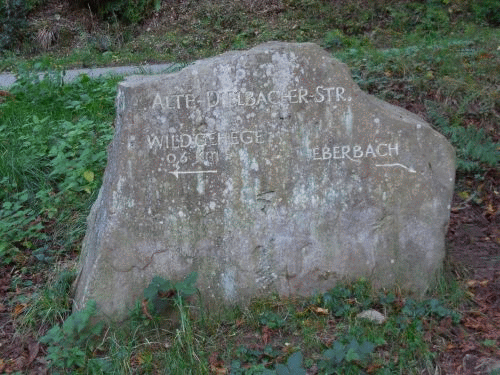 ALTE-DIELBACHER-STR.
WILDGEHEGE
0,6 km
EBERBACH